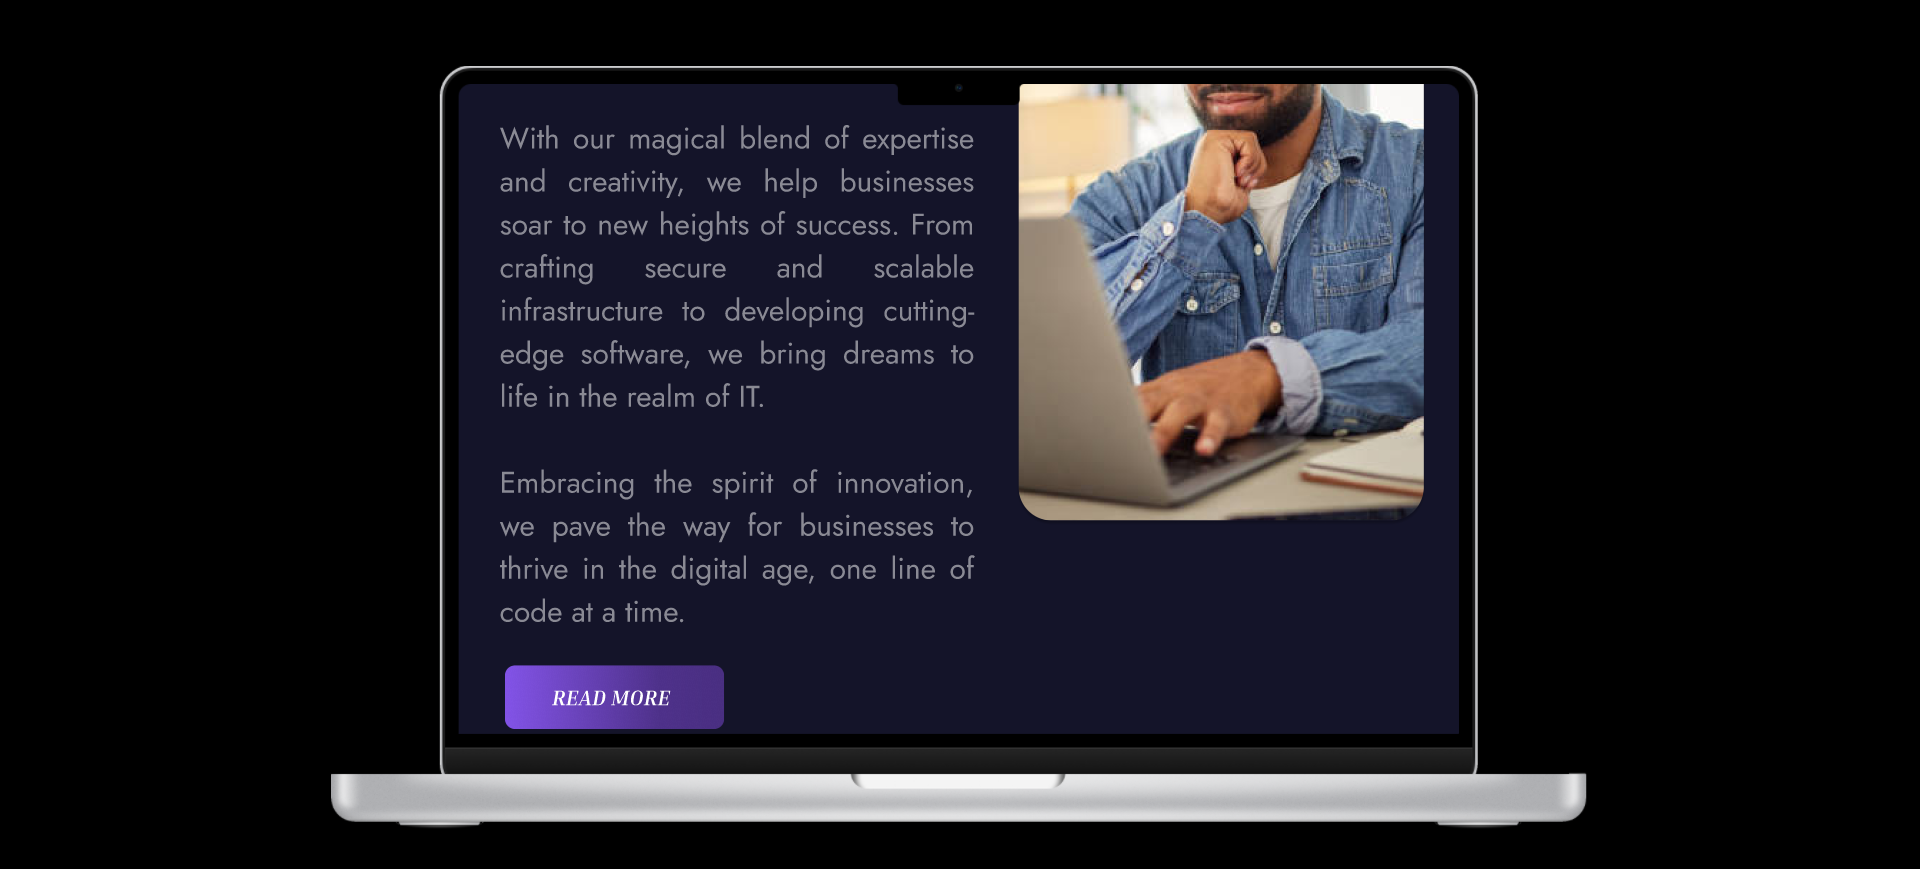 With our magical blend of expertise
and creativity, we help businesses
soar to new heights of success. From
crafting secure and scalable
infrastructure to developing cutting-
edge software, we bring dreams to
life in the realm of IT.
Embracing the spirit of innovation,
we pave the way for businesses to
thrive in the digital age, one line of
code at a time.
READ MORE